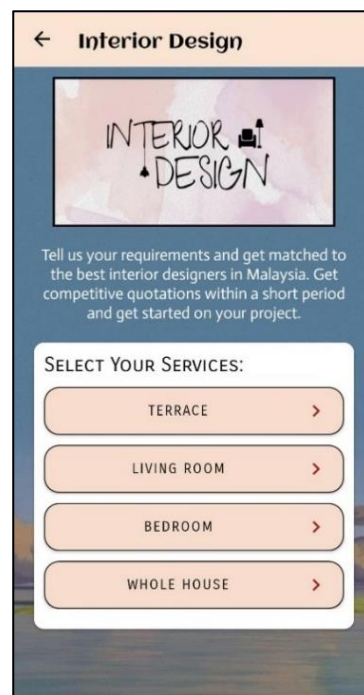 Interior Design
INTERIOR
DESIGN
Tell us your requirements and get matched to
the best interior designers in Malaysia. Get
competitive quotations within a short period
and get started on your project.
SELECT YOUR SERVICES:
TERRACE
LIVING ROOM
BEDROOM
WHOLE HOUSE